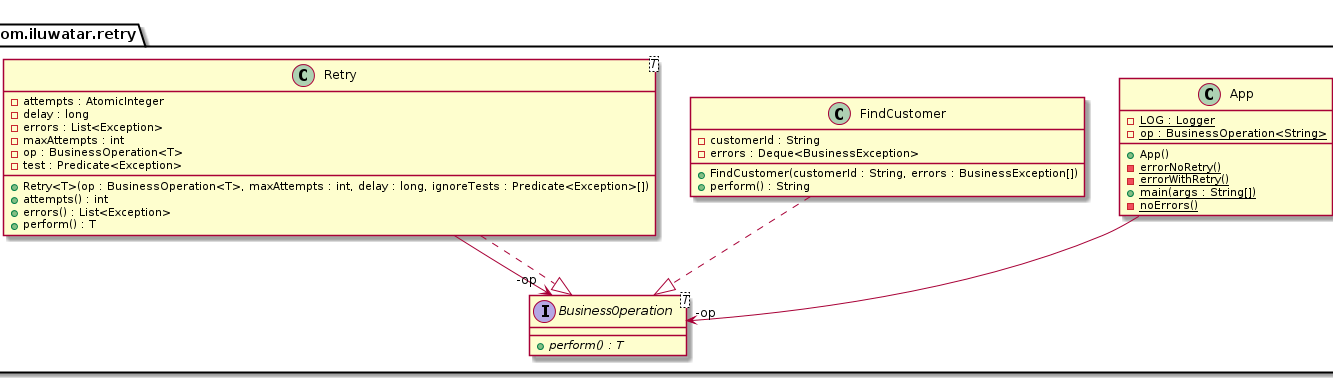 om.iluwatar.retry
T
C Retry
attempts : AtomicInteger
delay : long
errors : List<Exception>
maxAttempts : int
op : BusinessOperation<T>
test : Predicate<Exception>
Retry<T>(op : BusinessOperation<T>, maxAttempts : int, delay : long, ignoreTests : Predicate<Exception>[])
attempts() : int
errors() : List<Exception>
perform() : T
C FindCustomer
customerId : String
errors : Deque<BusinessException>
FindCustomer(customerId : String, errors : BusinessException[])
perform() : String
C App
LOG : Logger
op : BusinessOperation<String>
App()
errorNoRetry()
errorWithRetry()
main(args : String[])
noErrors()
-op
T
I BusinessOperation
perform() : T
-op